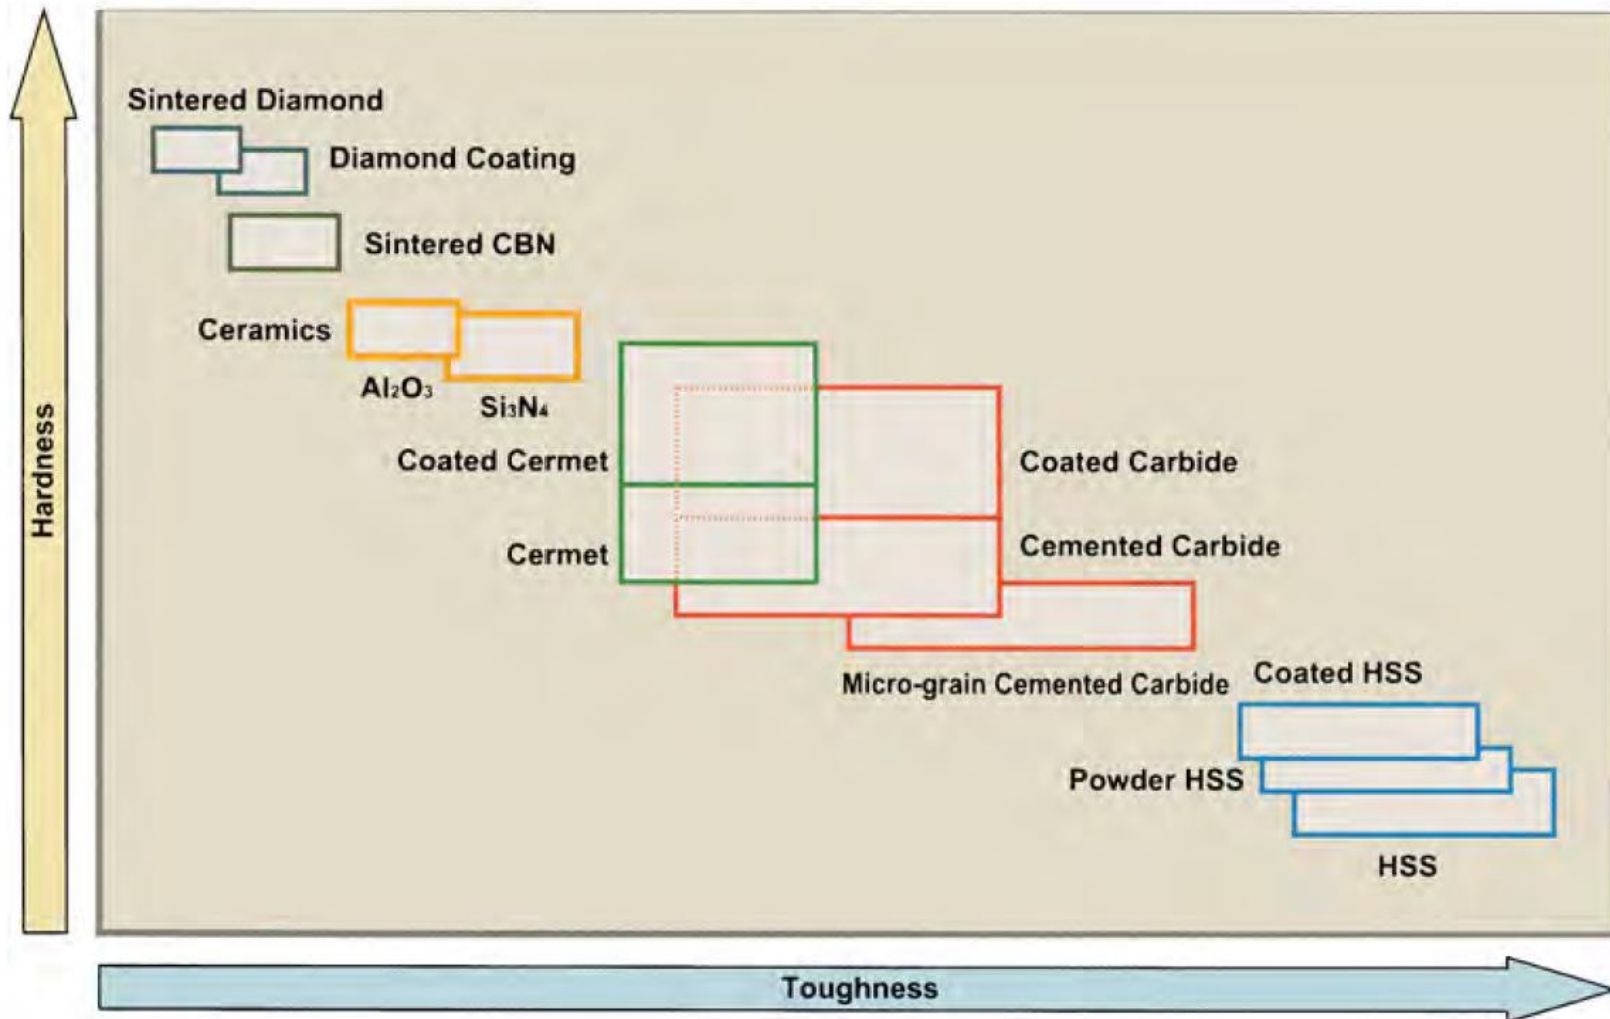 Sintered Diamond
Diamond Coating
Sintered CBN
Ceramics
Al₂O₃
Si₃N₄
Coated Cermet
Coated Carbide
Hardness
Cermet
Cemented Carbide
Micro-grain Cemented Carbide
Coated HSS
Powder HSS
HSS
Toughness